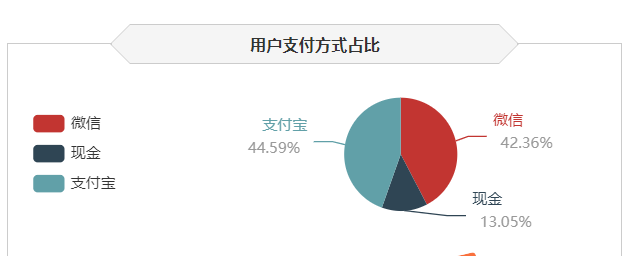 用户支付方式占比
微信
现金
支付宝
支付宝
44.59%
微信
42.36%
现金
13.05%